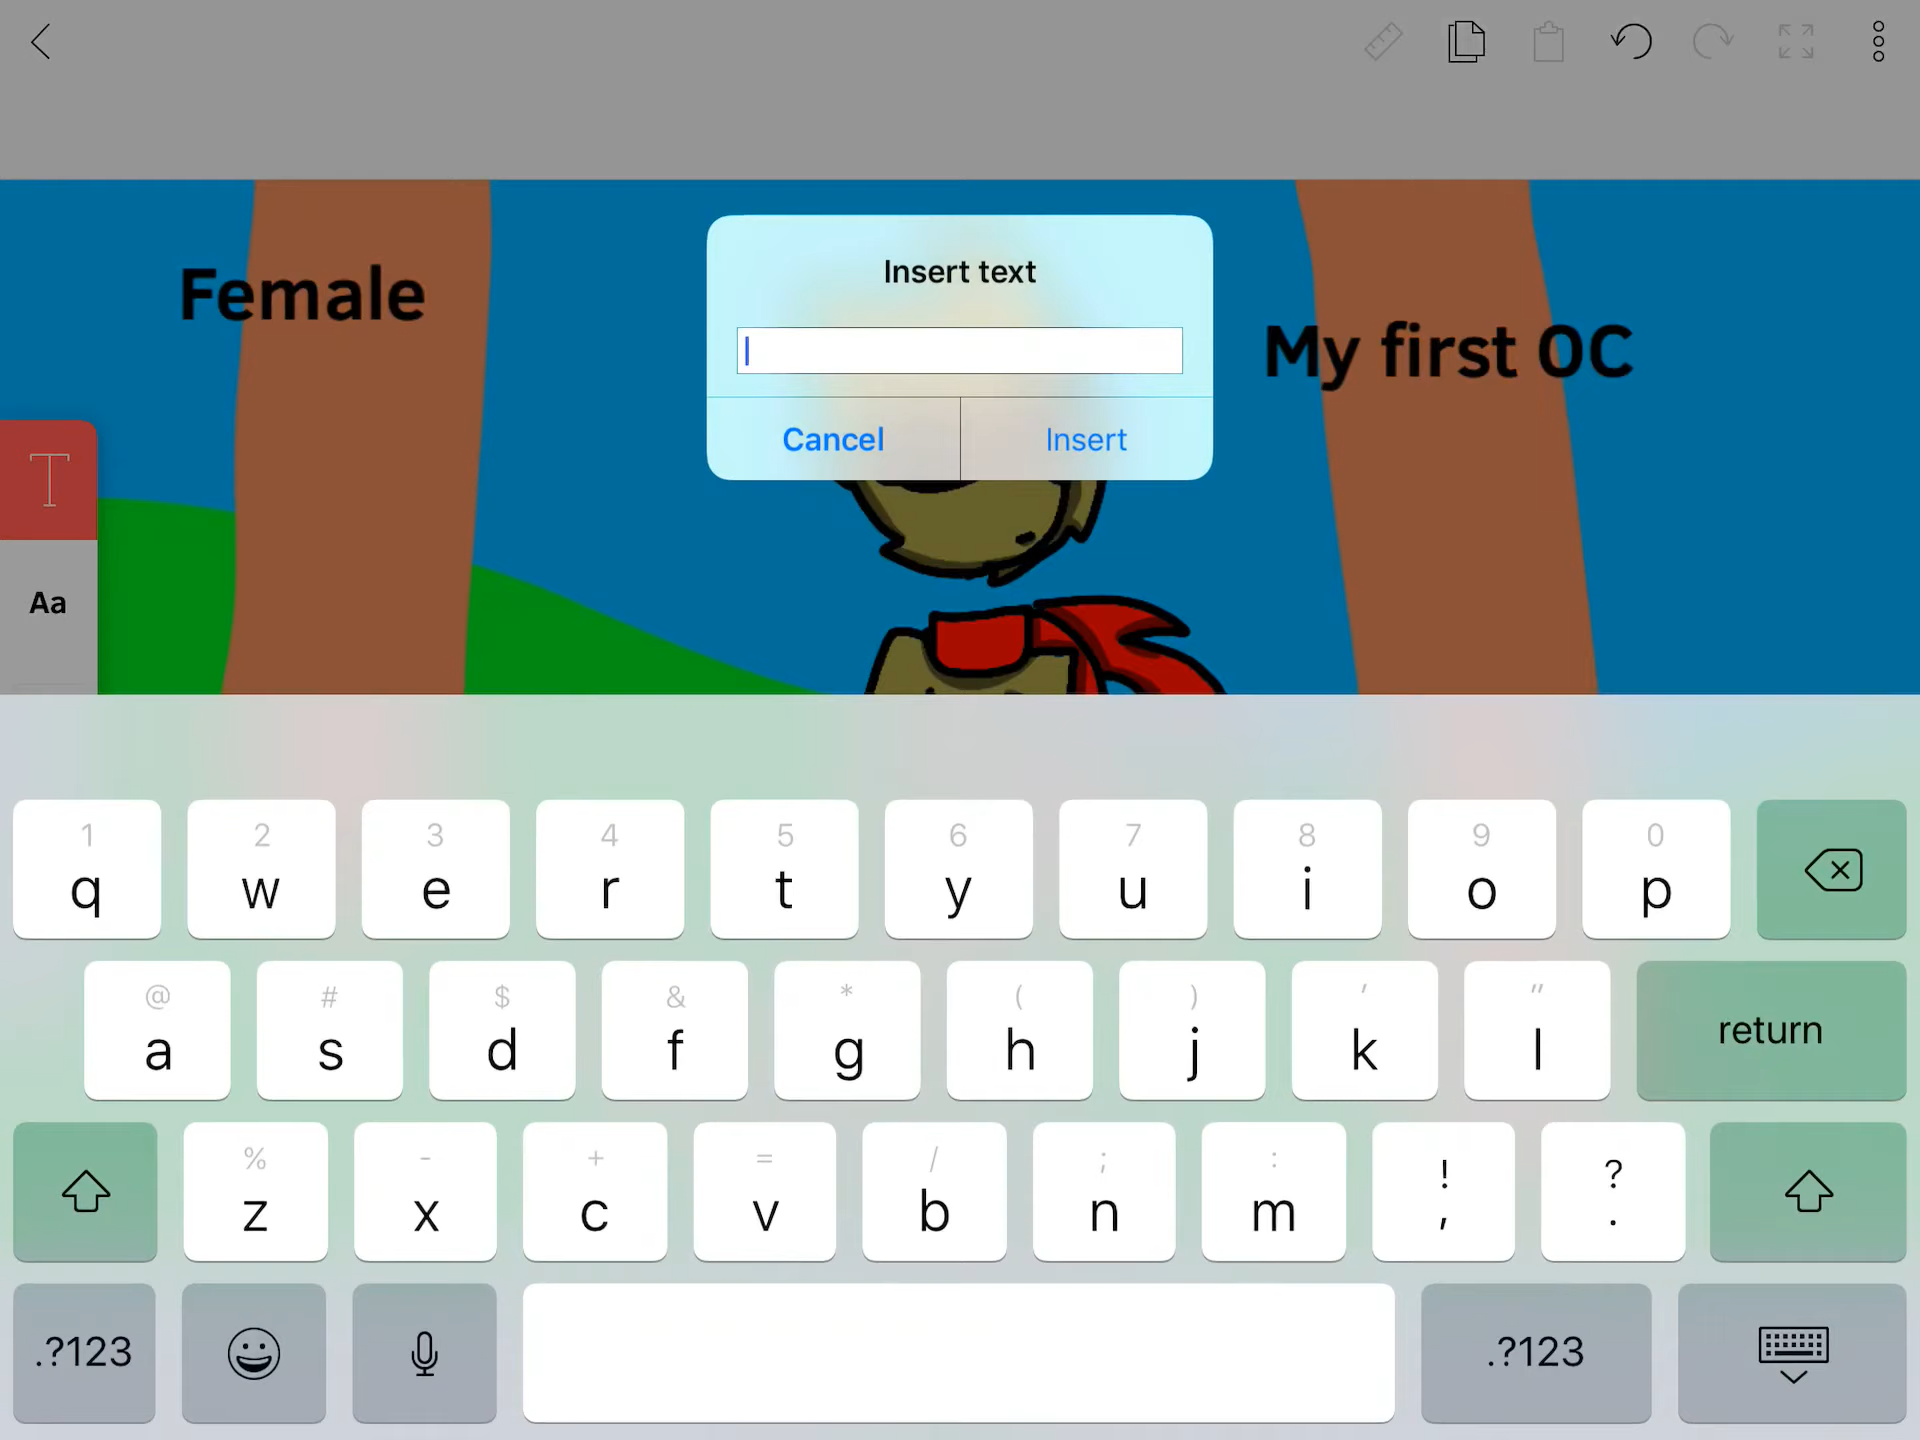 Female
Insert text
My first OC
Cancel
Insert
T
Aa
1 2 3 4 5 6 7 8 9 0
q w e r t y u i o p
@ # $ & * ( ) ' "
a s d f g h j k l
return
% - + = / ; : ! ?
z x c v b n m , .
.?123
.?123